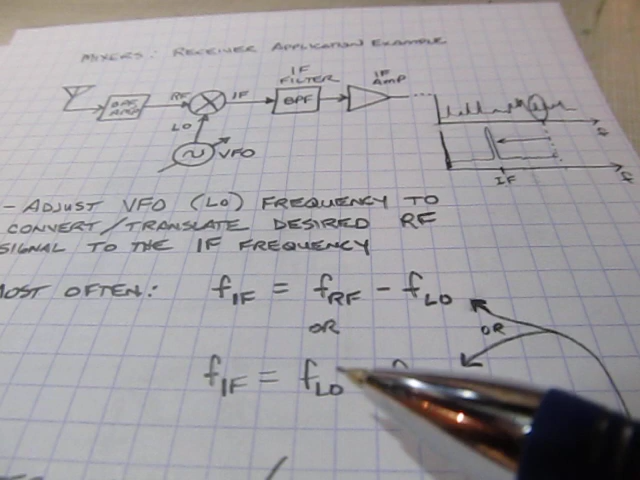 MIXERS: RECEIVER APPLICATION EXAMPLE
IF
FILTER
IF
AMP
RF
IF
BPF
BPF
LO
VFO
f
IF
f
- ADJUST VFO (LO) FREQUENCY TO
CONVERT/TRANSLATE DESIRED RF
SIGNAL TO THE IF FREQUENCY
MOST OFTEN: fIF = fRF - fLO
OR
OR
fIF = fLO